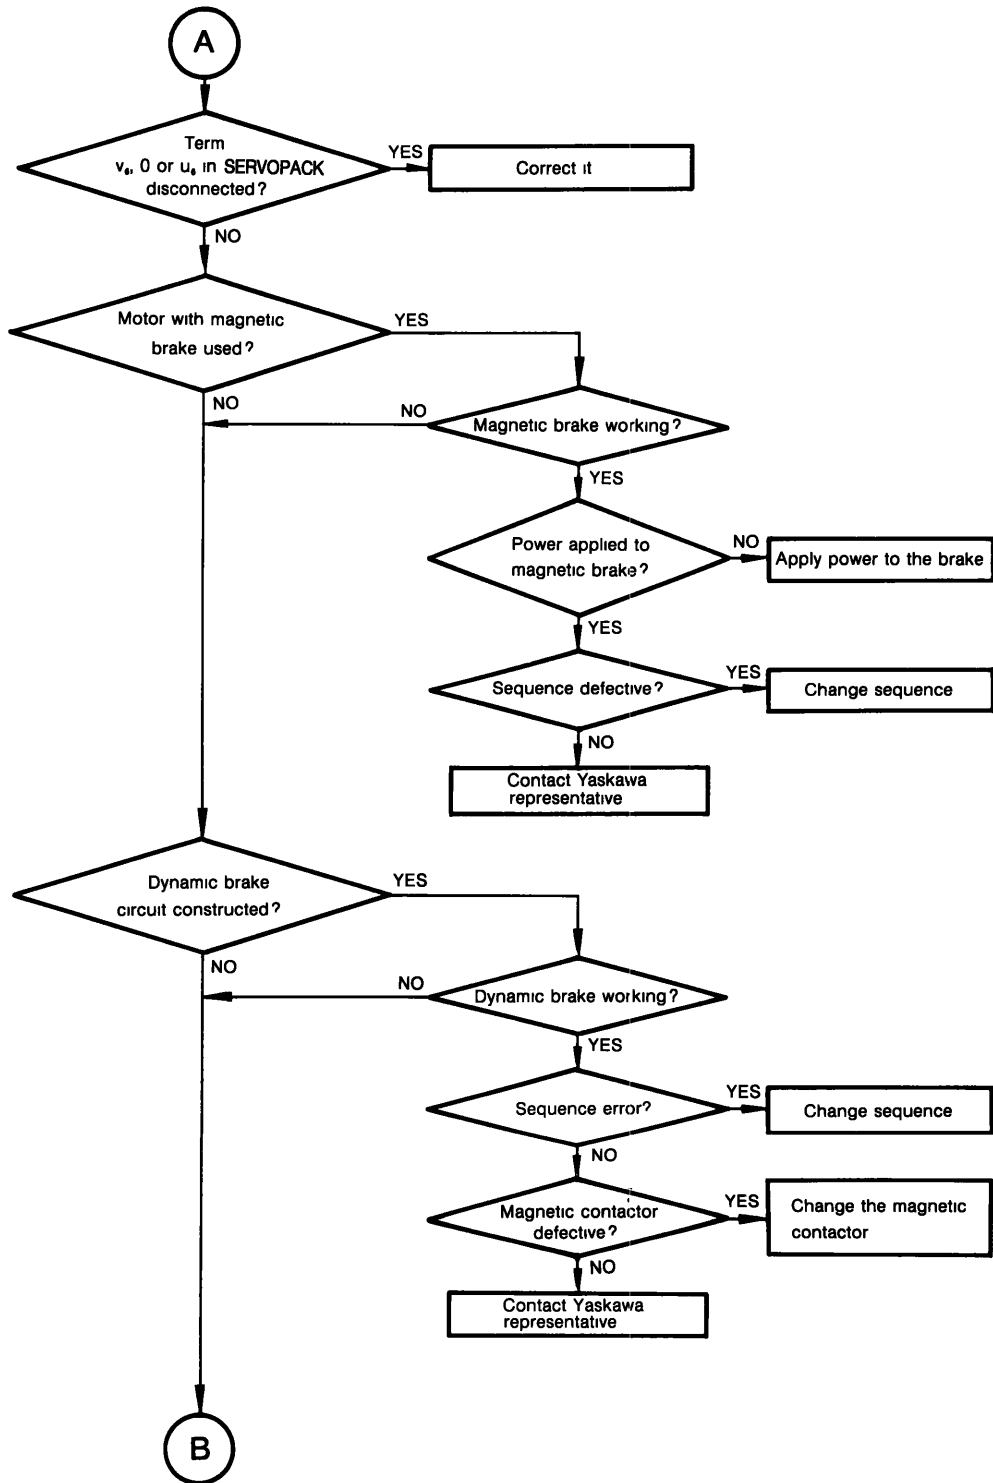 A
Term
v₆, 0 or u₆ in SERVOPACK
disconnected?
YES
Correct it
NO
Motor with magnetic
brake used?
YES
NO
NO
Magnetic brake working?
YES
Power applied to
magnetic brake?
NO
Apply power to the brake
YES
Sequence defective?
YES
Change sequence
NO
Contact Yaskawa
representative
Dynamic brake
circuit constructed?
YES
NO
NO
Dynamic brake working?
YES
Sequence error?
YES
Change sequence
NO
Magnetic contactor
defective?
YES
Change the magnetic
contactor
NO
Contact Yaskawa
representative
B